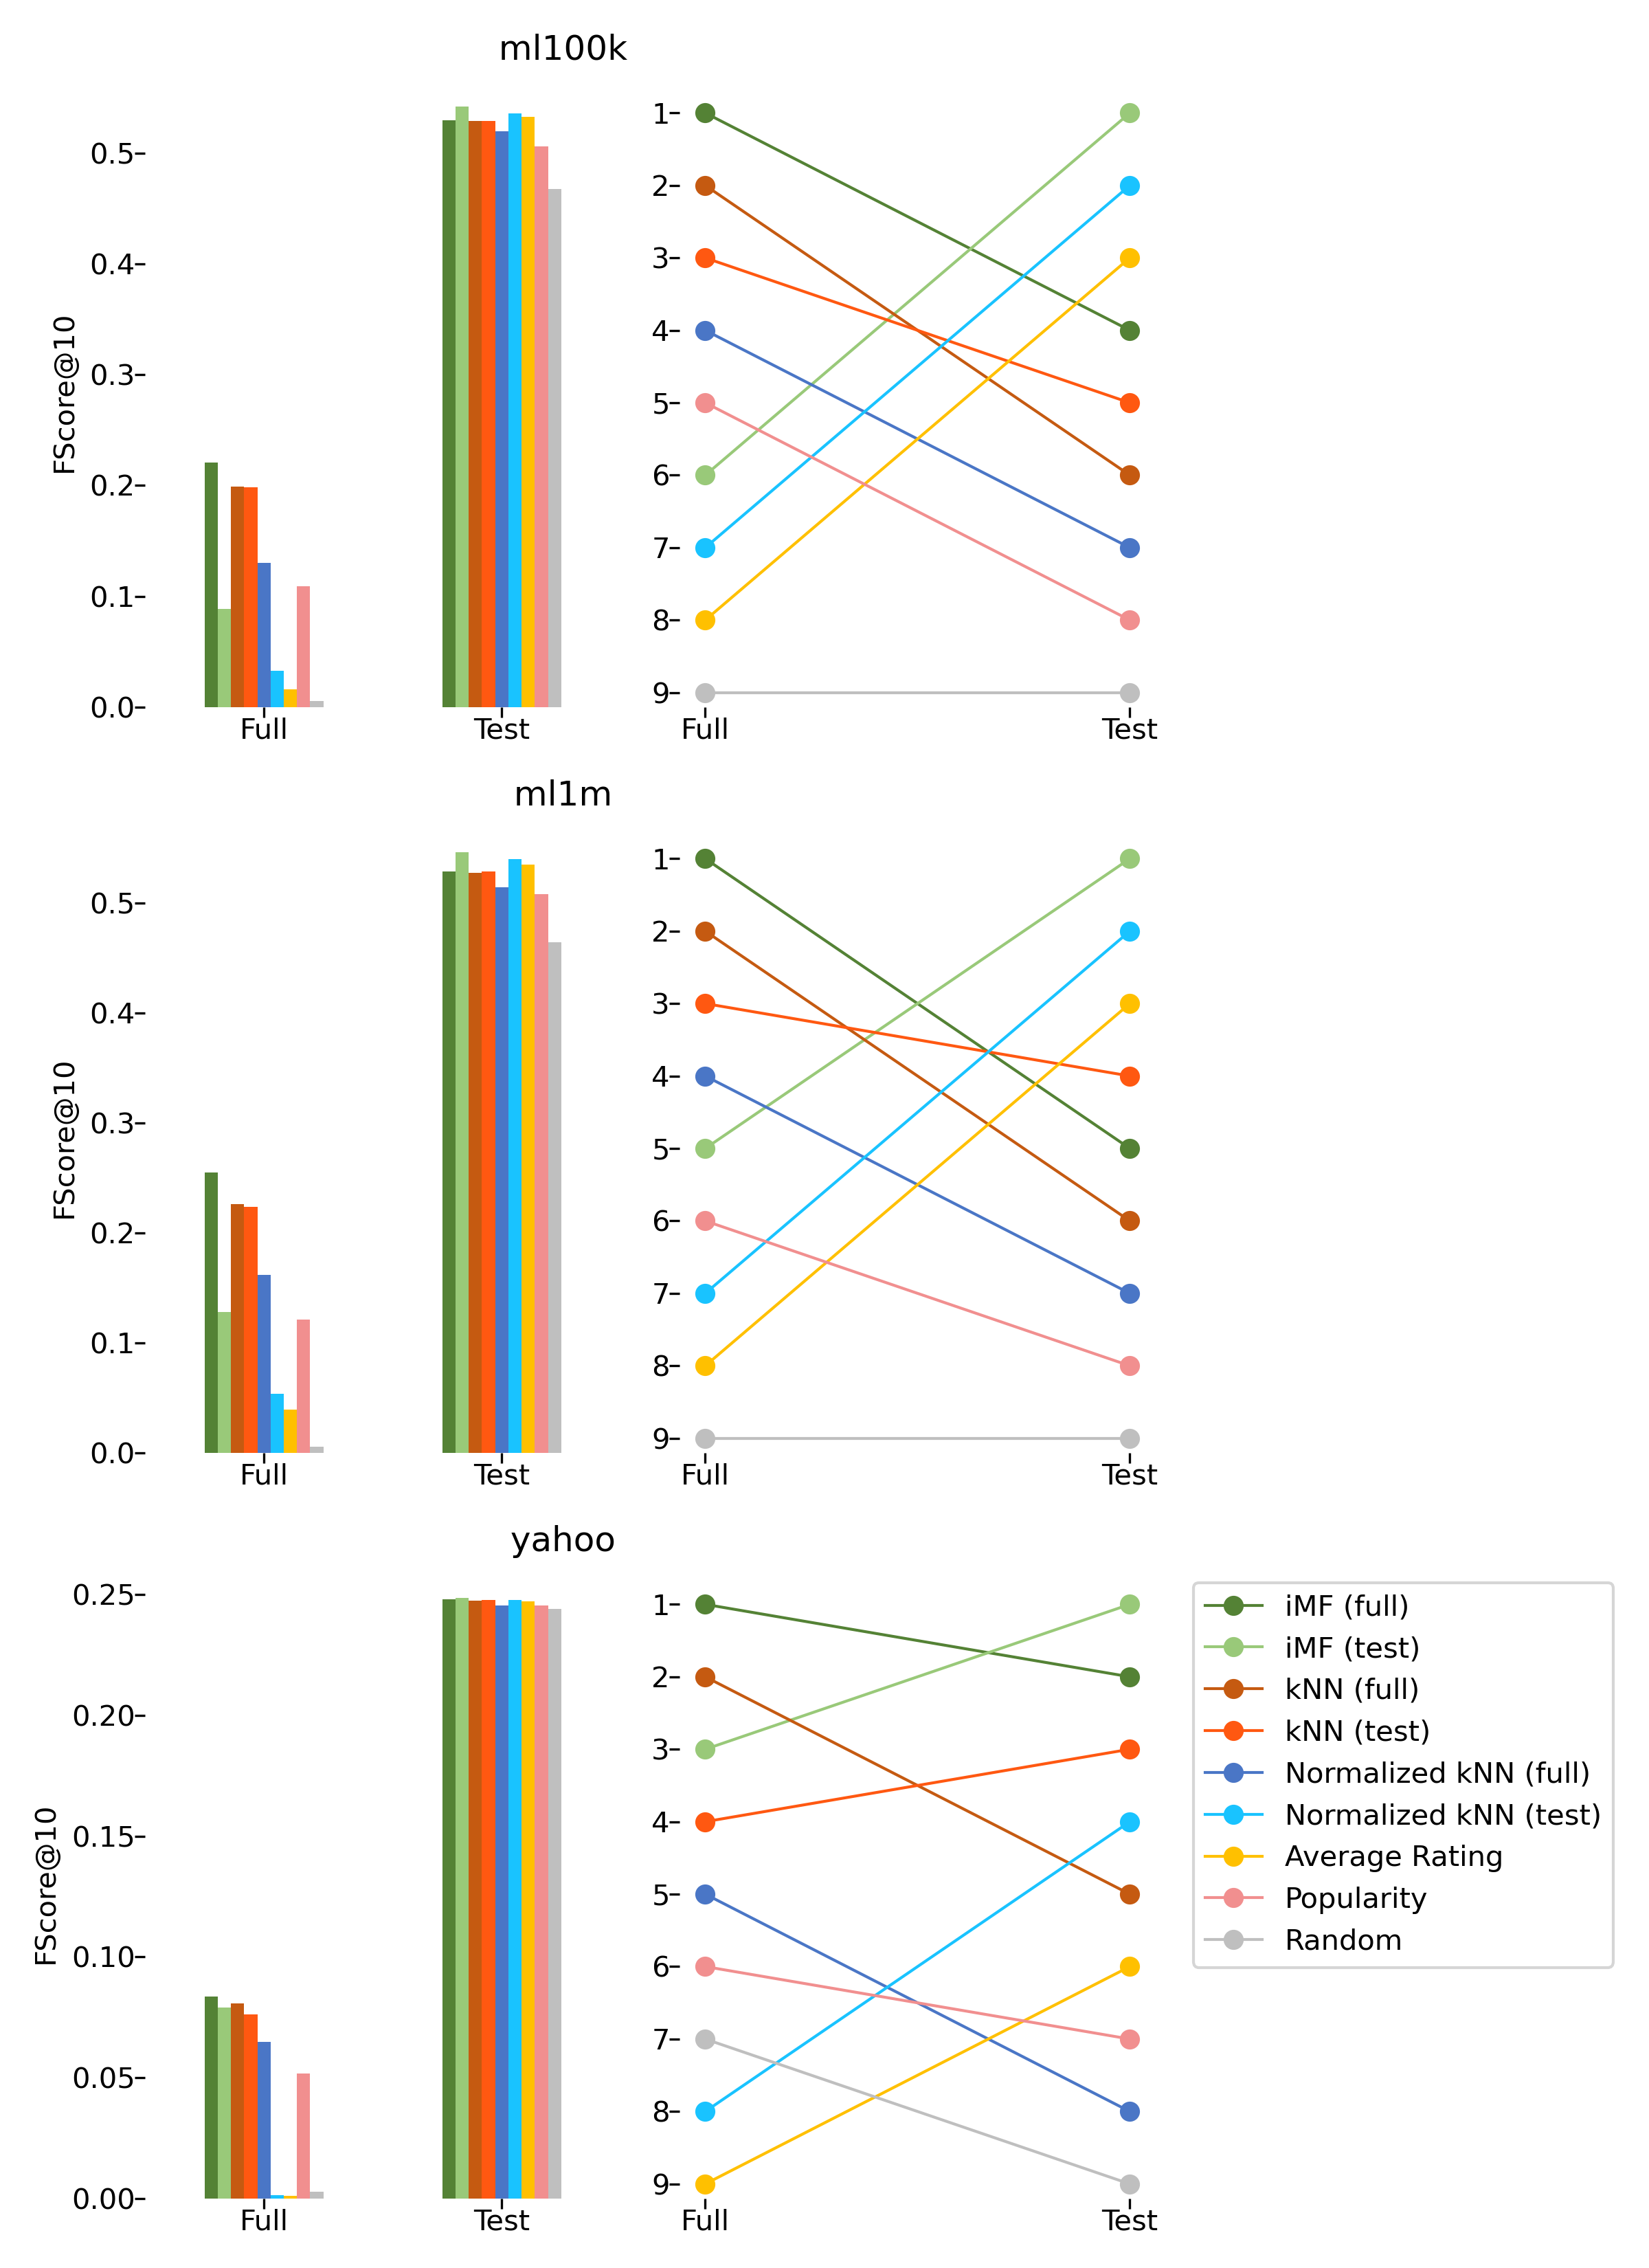 ml100k
FScore@10
0.5
0.4
0.3
0.2
0.1
0.0
Full
Test
1
2
3
4
5
6
7
8
9
Full
Test
ml1m
FScore@10
0.5
0.4
0.3
0.2
0.1
0.0
Full
Test
1
2
3
4
5
6
7
8
9
Full
Test
yahoo
FScore@10
0.25
0.20
0.15
0.10
0.05
0.00
Full
Test
1
2
3
4
5
6
7
8
9
Full
Test
iMF (full)
iMF (test)
kNN (full)
kNN (test)
Normalized kNN (full)
Normalized kNN (test)
Average Rating
Popularity
Random